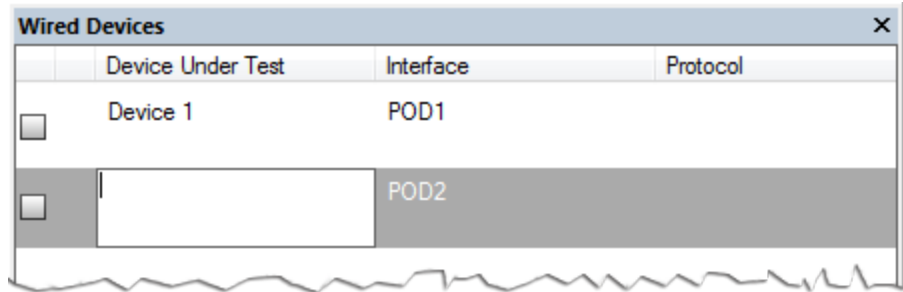 Wired Devices
Device Under Test Interface Protocol
Device 1 POD1
POD2